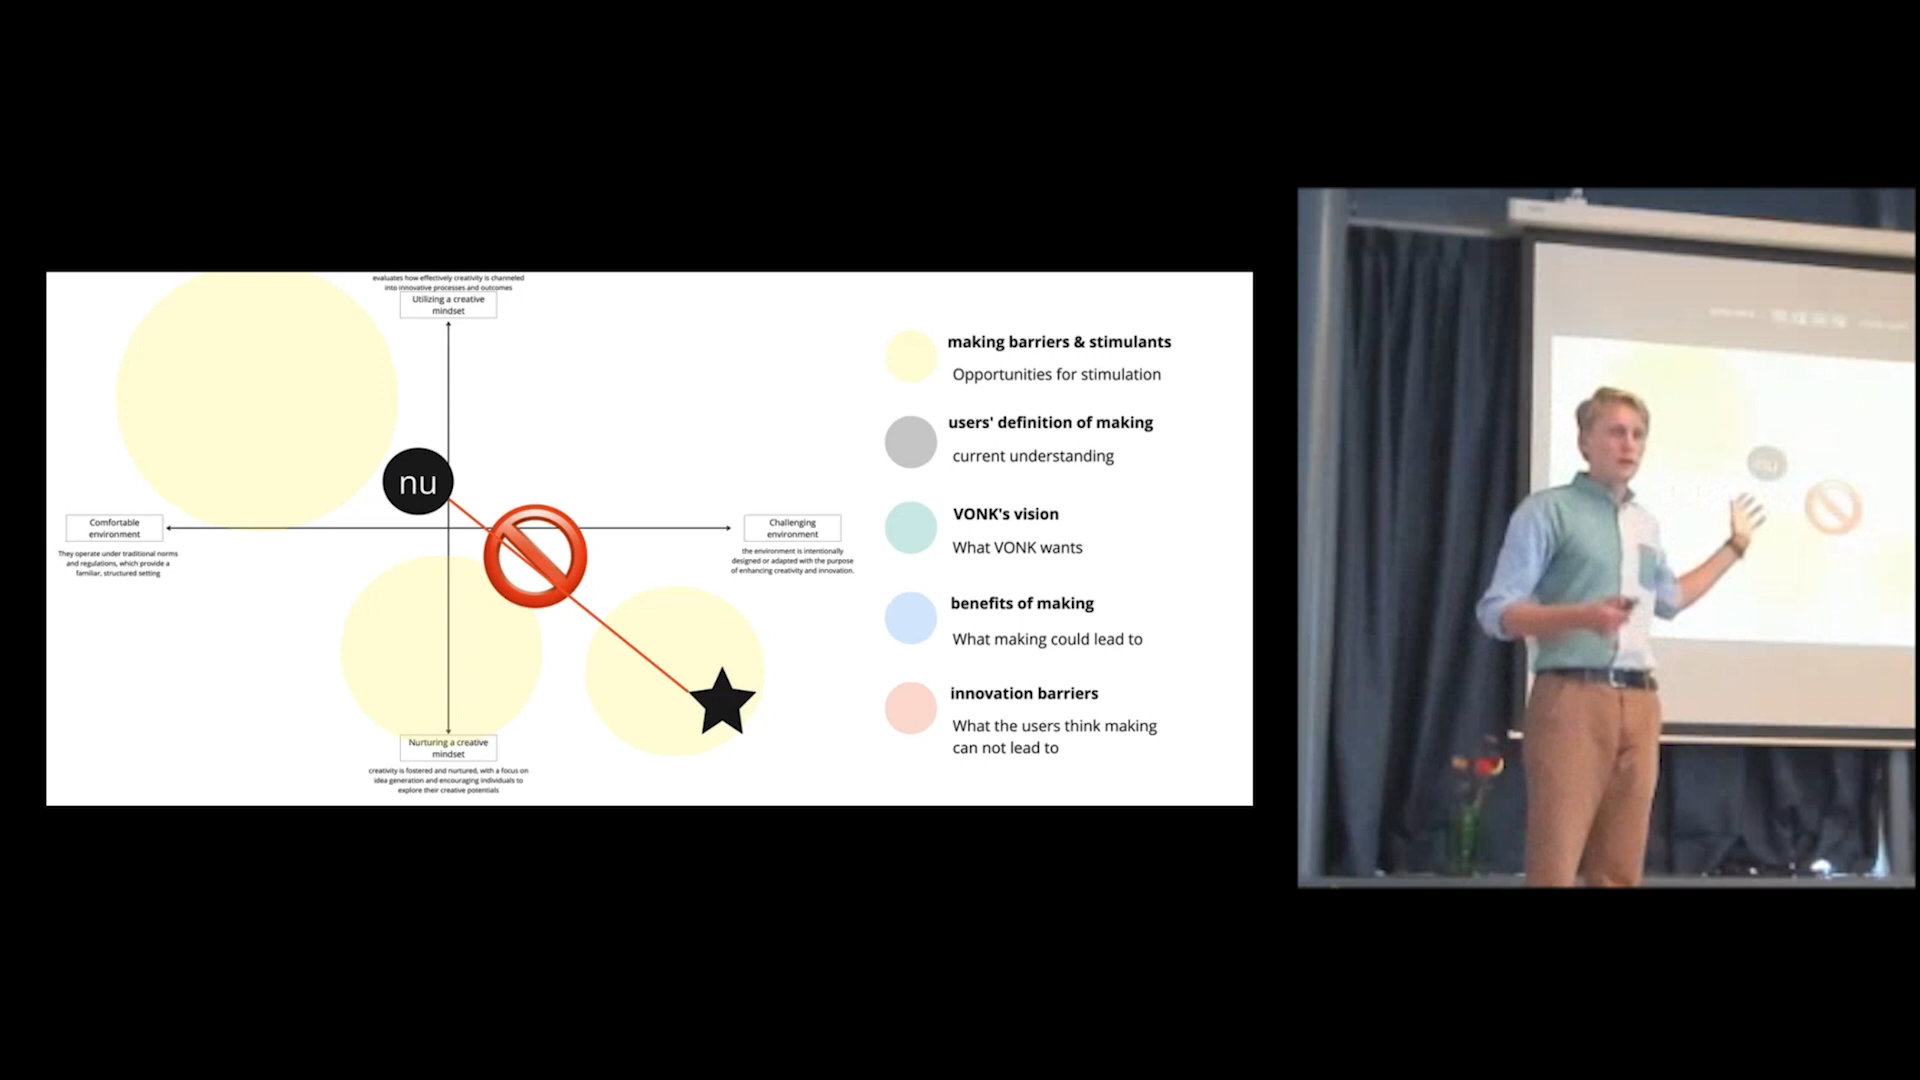 evaluates how effectively creativity is channeled
into innovative processes and outcomes
Utilizing a creative
mindset
nu
Comfortable
environment
They operate under traditional norms
and regulations, which provide a
familiar, structured setting
Challenging
environment
the environment is intentionally
designed or adapted with the purpose
of enhancing creativity and innovation.
Nurturing a creative
mindset
creativity is fostered and nurtured, with a focus on
idea generation and encouraging individuals to
explore their creative potentials
making barriers & stimulants
Opportunities for stimulation
users' definition of making
current understanding
VONK's vision
What VONK wants
benefits of making
What making could lead to
innovation barriers
What the users think making
can not lead to
nu